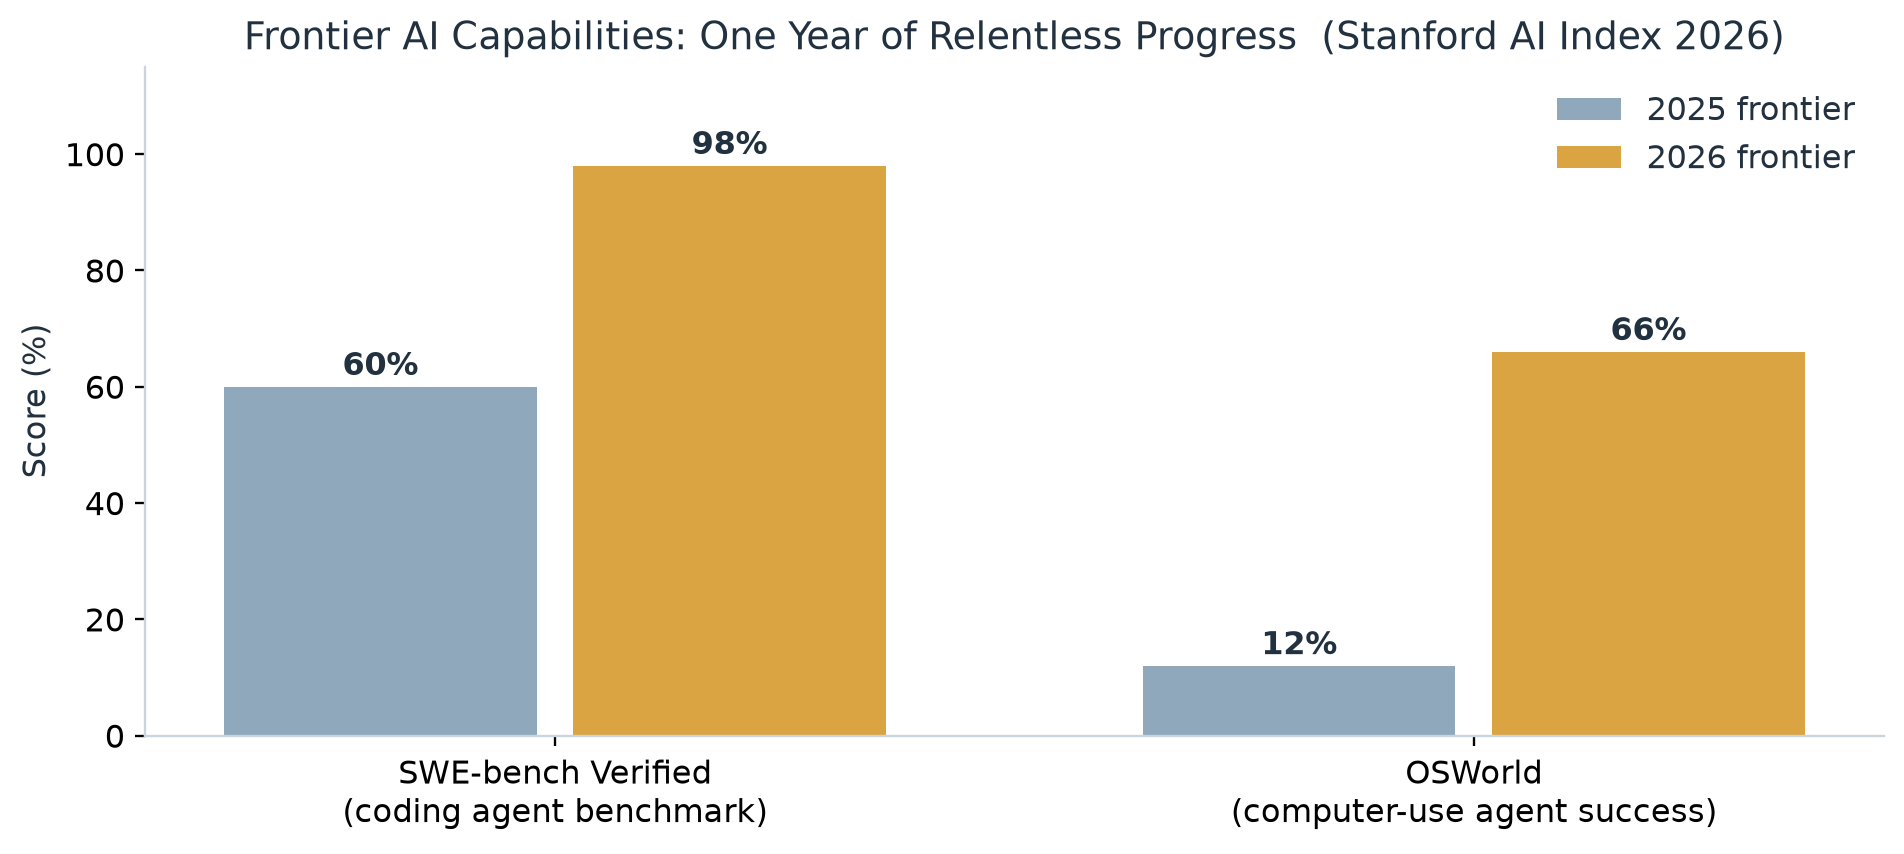 Frontier AI Capabilities: One Year of Relentless Progress  (Stanford AI Index 2026)
2025 frontier
2026 frontier
Score (%)
100
80
60
40
20
0
60%
98%
12%
66%
SWE-bench Verified
(coding agent benchmark)
OSWorld
(computer-use agent success)